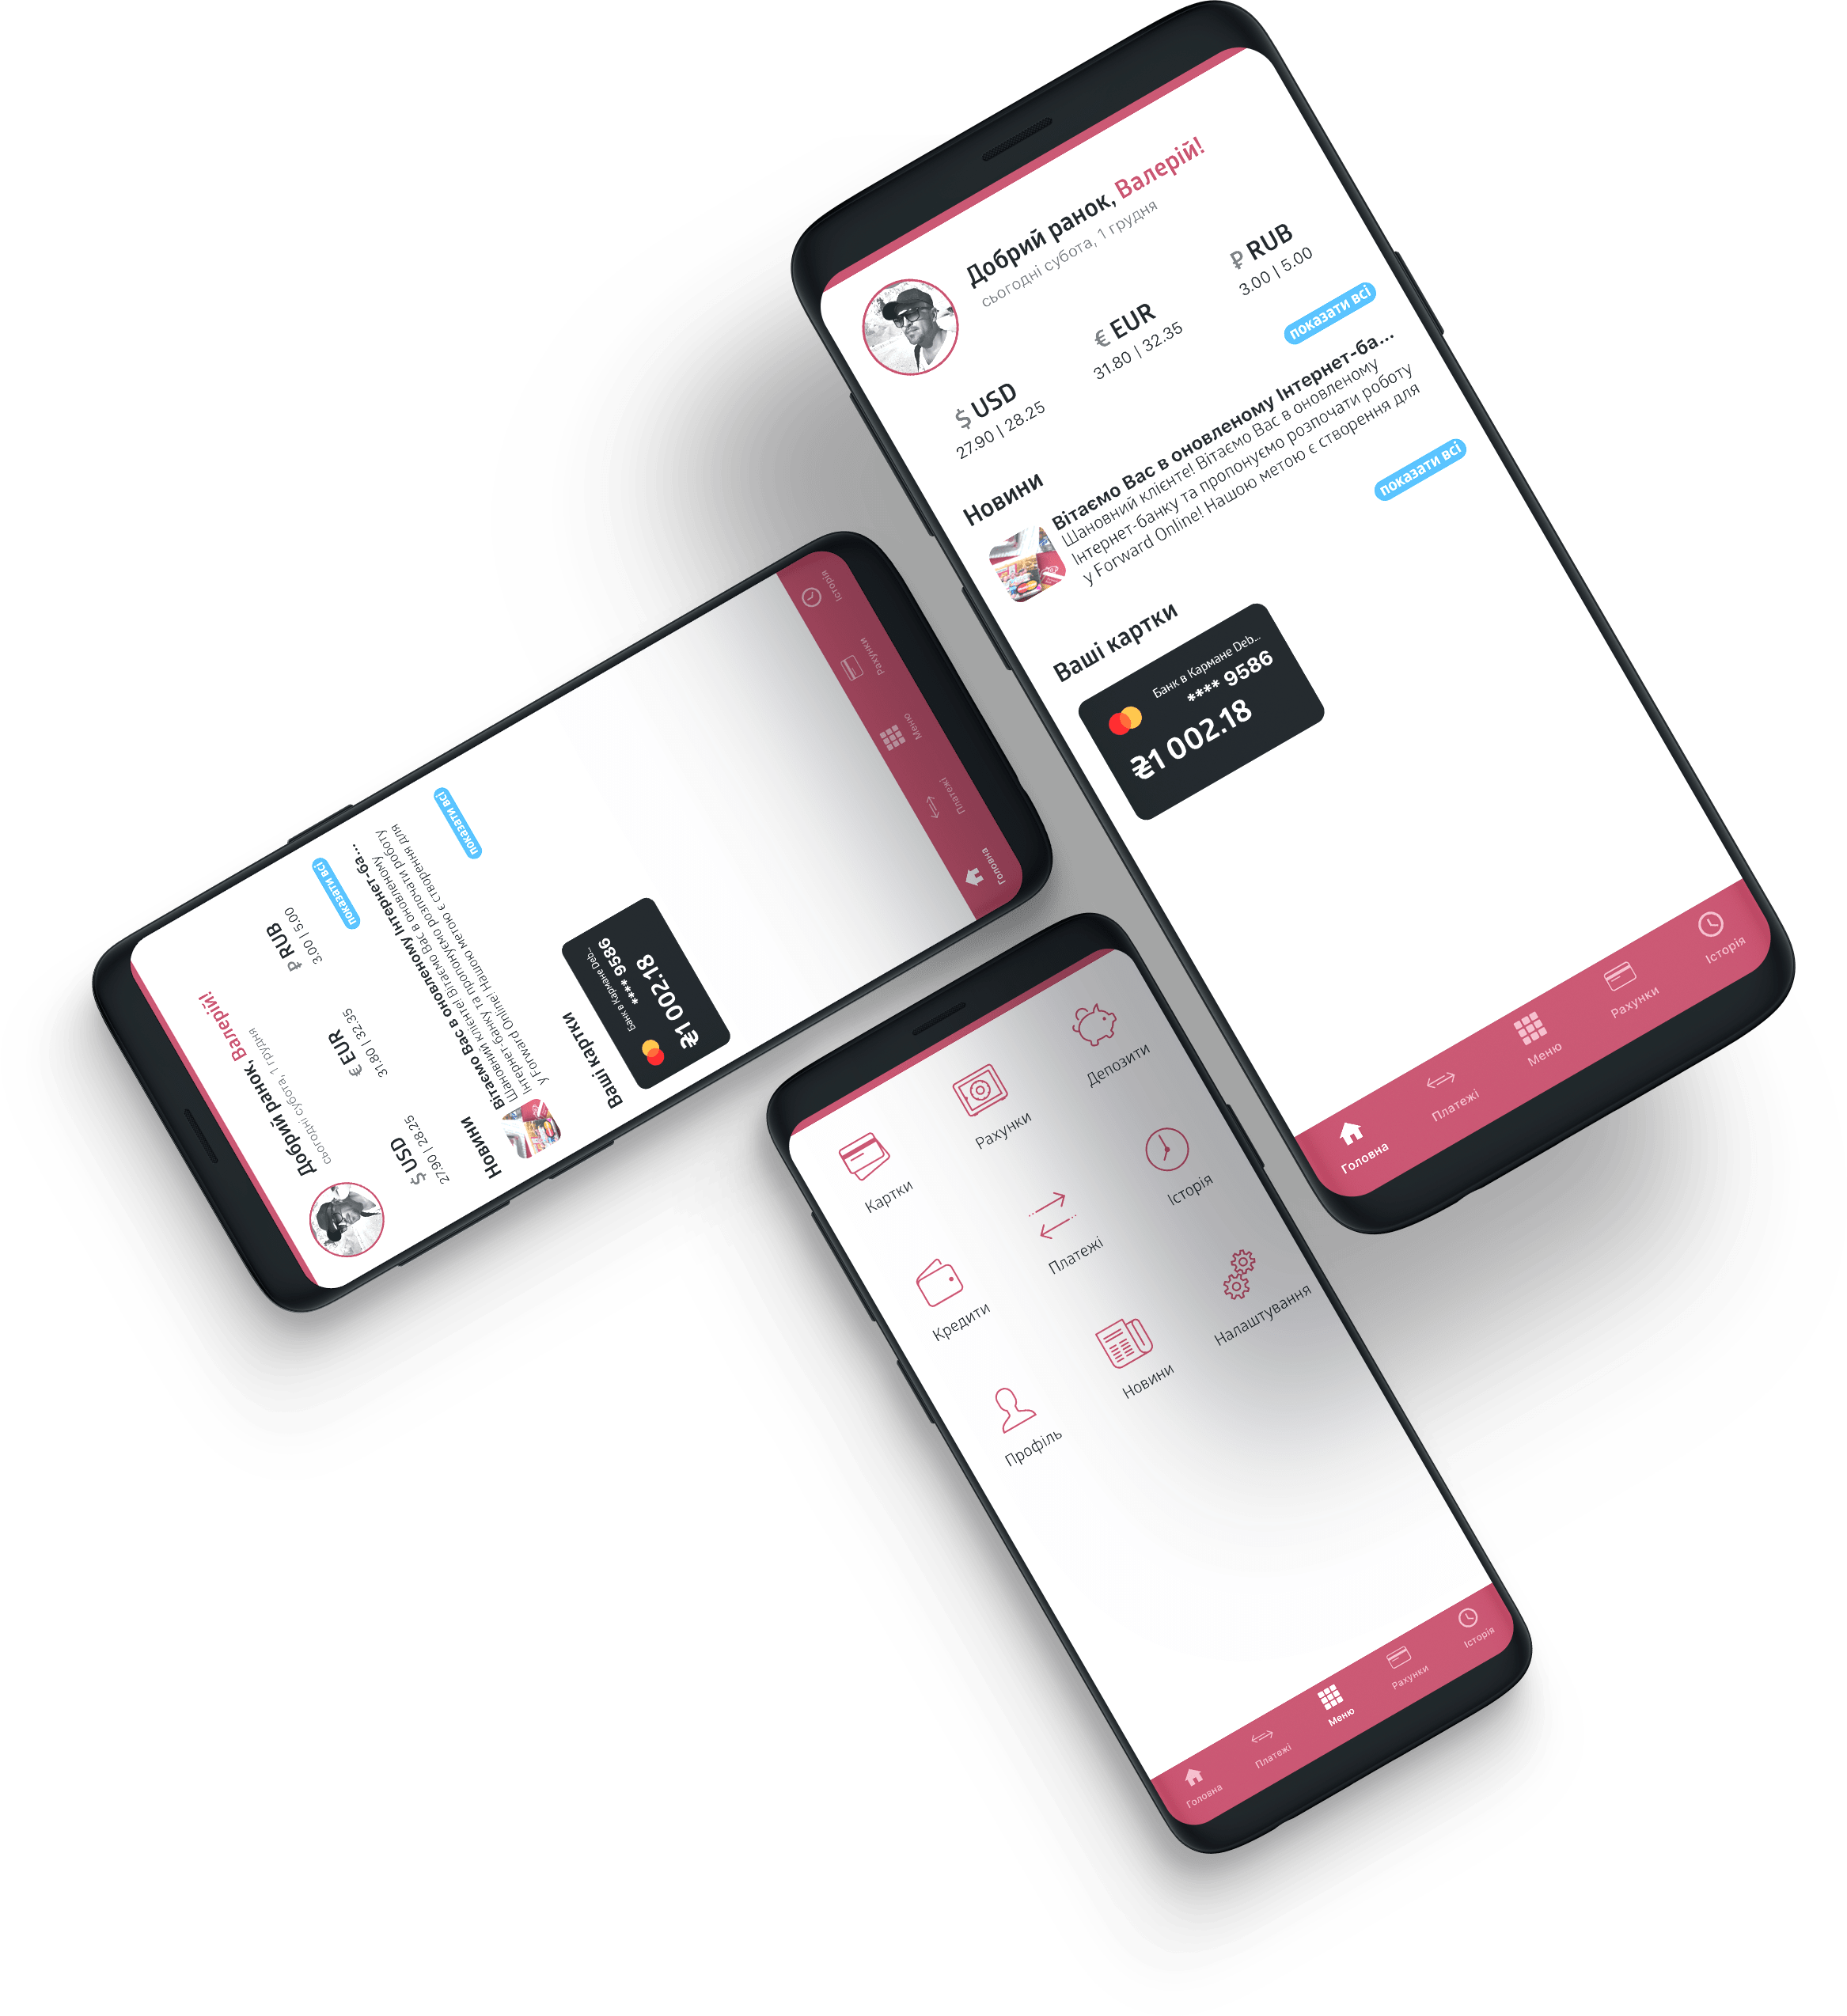 Добрий ранок, Валерій!
сьогодні субота, 1 грудня
$ USD
27.90 | 28.25
€ EUR
31.80 | 32.35
₽ RUB
3.00 | 5.00
Новини
показати всі
Вітаємо Вас в оновленому Інтернет-ба...
Шановний клієнте! Вітаємо Вас в оновленому
Інтернет-банку та пропонуємо розпочати роботу
у Forward Online! Нашою метою є створення для
Ваші картки
показати всі
Банк в Кармане Deb...
**** 9586
₴1 002.18
Головна
Платежі
Меню
Рахунки
Історія
Добрий ранок, Валерій!
сьогодні субота, 1 грудня
$ USD
27.90 | 28.25
€ EUR
31.80 | 32.35
₽ RUB
3.00 | 5.00
Новини
показати всі
Вітаємо Вас в оновленому Інтернет-ба...
Шановний клієнте! Вітаємо Вас в оновленому
Інтернет-банку та пропонуємо розпочати роботу
у Forward Online! Нашою метою є створення для
Ваші картки
показати всі
Банк в Кармане Deb...
**** 9586
₴1 002.18
Головна
Платежі
Меню
Рахунки
Історія
Картки
Рахунки
Депозити
Кредити
Платежі
Історія
Профіль
Новини
Налаштування
Головна
Платежі
Меню
Рахунки
Історія